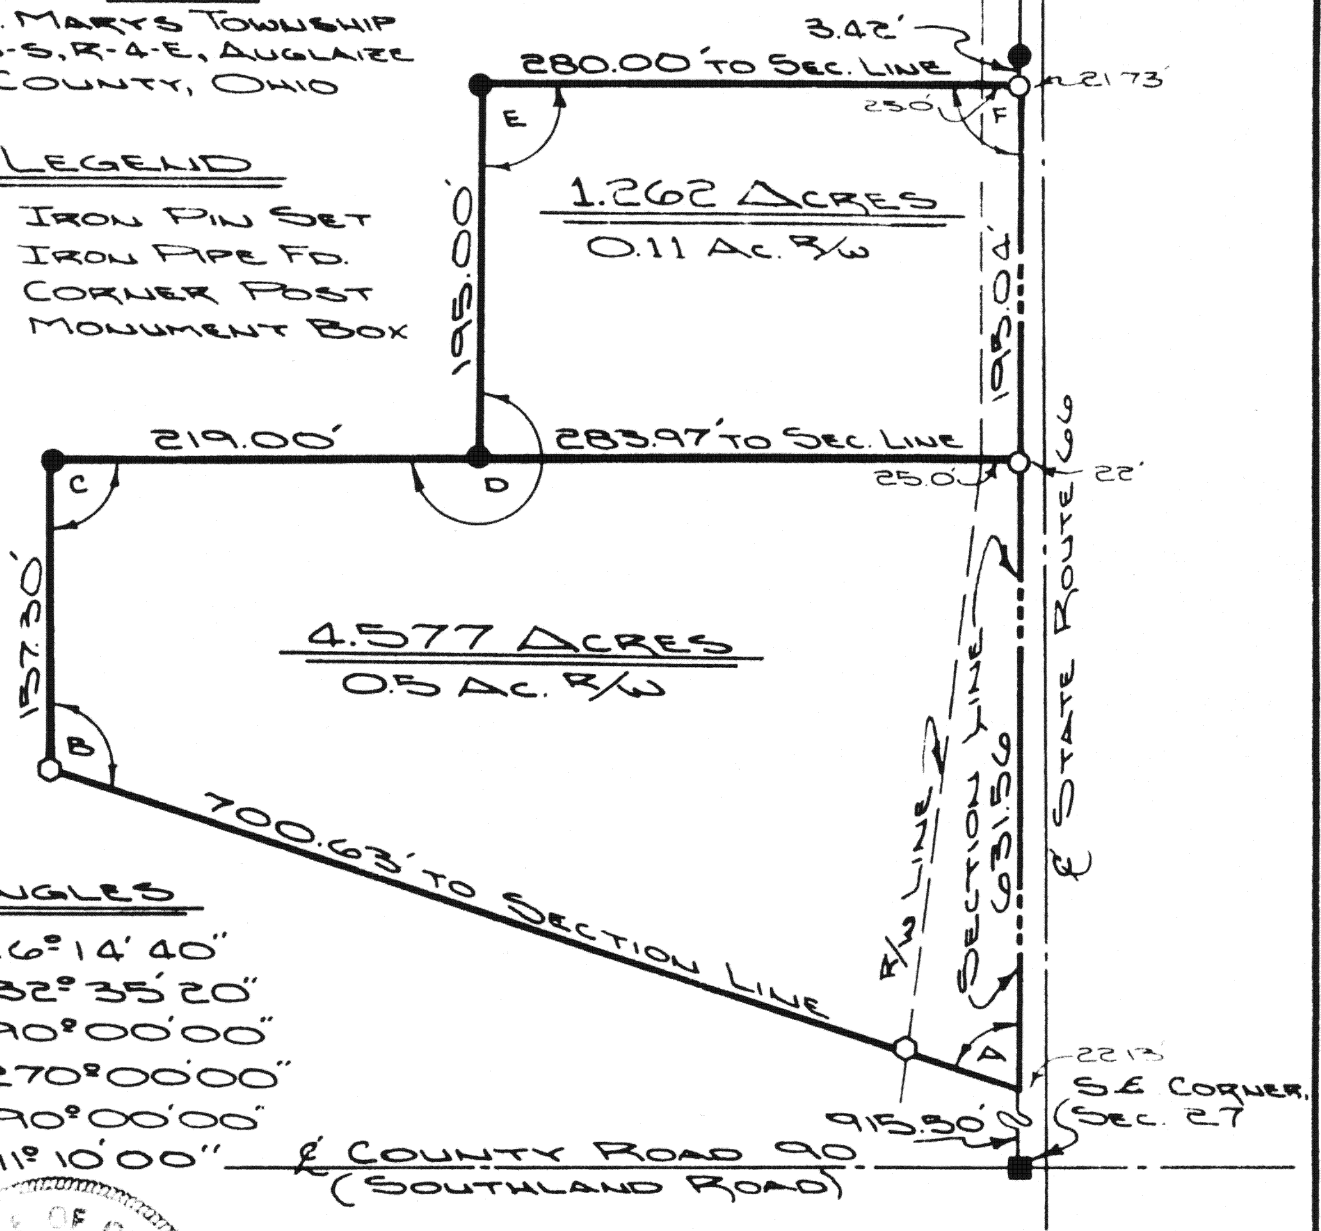 . MARYS TOWNSHIP
-S, R-4-E, AUGLAIZE
COUNTY, OHIO
LEGEND
IRON PIN SET
IRON PIPE FD.
CORNER POST
MONUMENT BOX
3.42'
280.00' TO SEC. LINE
21.73'
25.0'
E
F
1.262 ACRES
0.11 AC. R/W
195.00'
195.04'
219.00'
283.97' TO SEC. LINE
25.0'
22'
C
D
157.30'
4.577 ACRES
0.5 AC. R/W
B
700.63' TO SECTION LINE
R/W LINE
SECTION LINE
631.56
℄ STATE ROUTE 66
A
22.13'
S.E. CORNER,
SEC. 27
915.50'
NGLES
6° 14' 40"
32° 35' 20"
90° 00' 00"
270° 00' 00"
90° 00' 00"
1° 10' 00"
℄ COUNTY ROAD 90
(SOUTHLAND ROAD)
OF